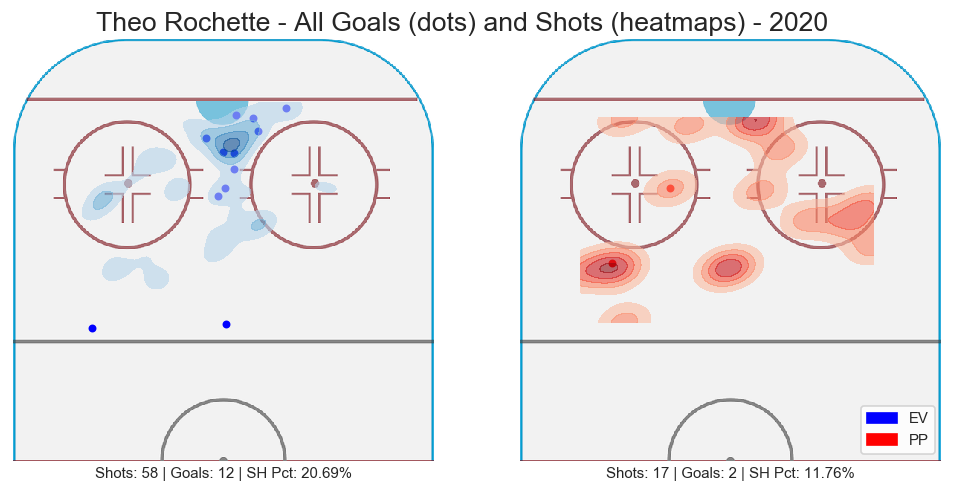 Theo Rochette - All Goals (dots) and Shots (heatmaps) - 2020
EV
PP
Shots: 58 | Goals: 12 | SH Pct: 20.69%
Shots: 17 | Goals: 2 | SH Pct: 11.76%